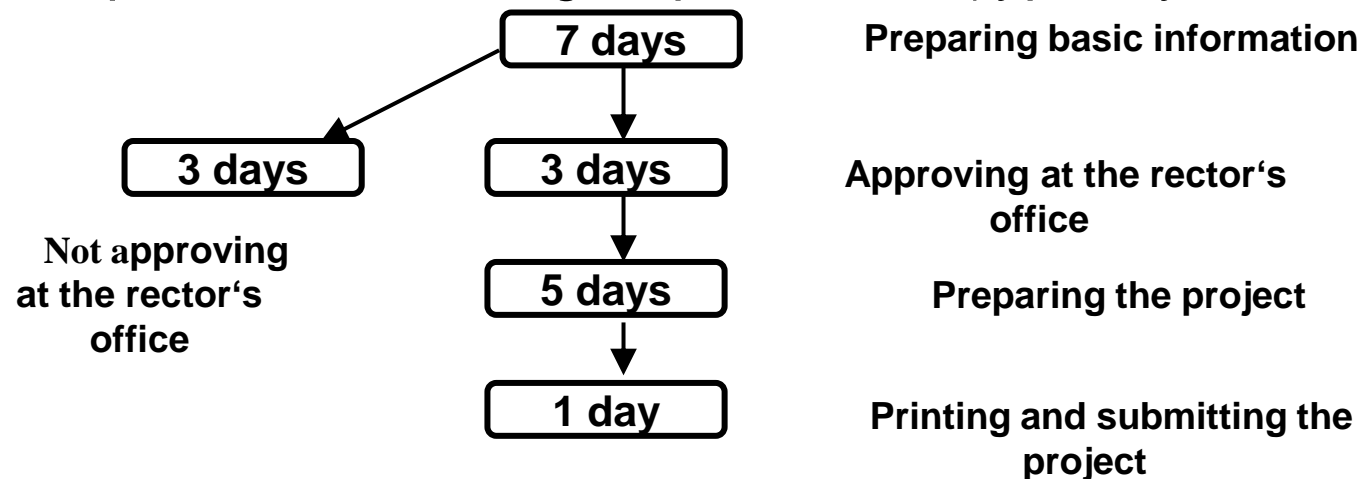 7 days
Preparing basic information
3 days
3 days
Approving at the rector‘s
office
Not approving
at the rector‘s
office
5 days
Preparing the project
1 day
Printing and submitting the
project